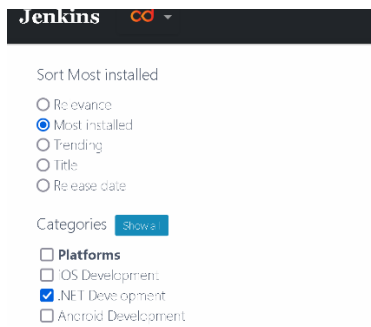 Jenkins cd
Sort Most installed
Relevance
Most installed
Trending
Title
Release date
Categories Show all
Platforms
iOS Development
.NET Development
Android Development